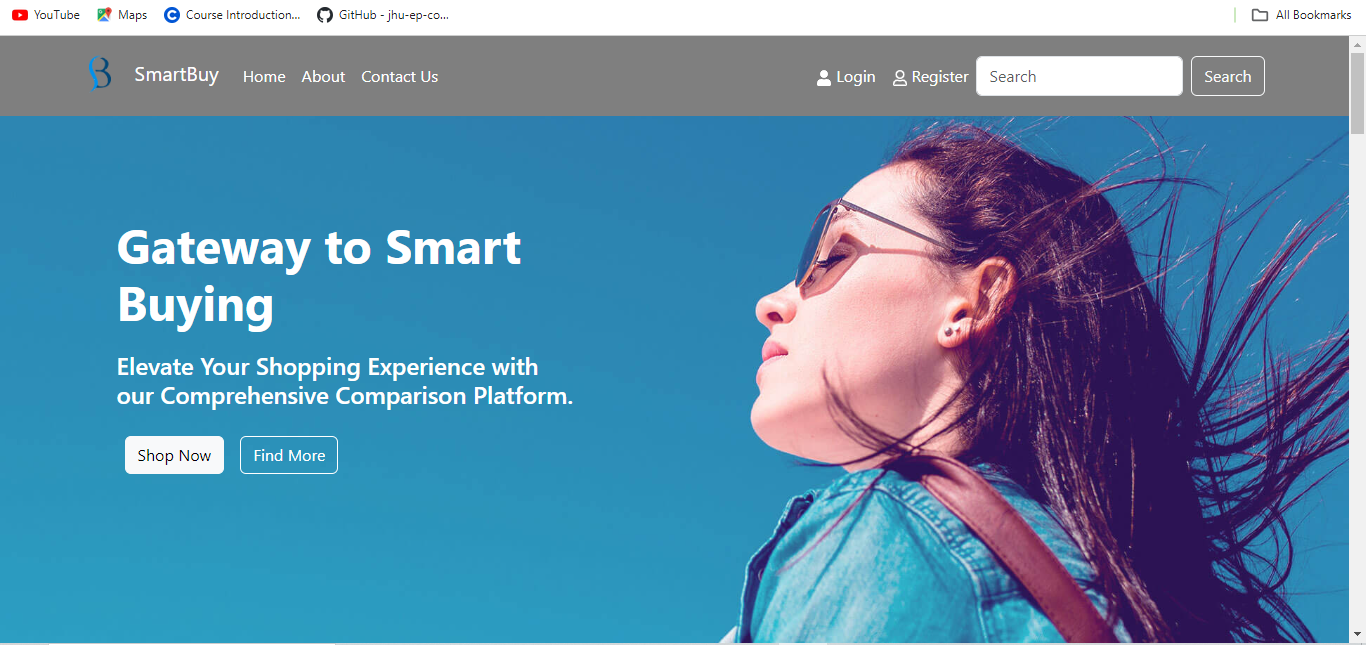 YouTube Maps Course Introduction... GitHub - jhu-ep-co... All Bookmarks
SmartBuy Home About Contact Us Login Register Search Search
Gateway to Smart
Buying
Elevate Your Shopping Experience with
our Comprehensive Comparison Platform.
Shop Now Find More